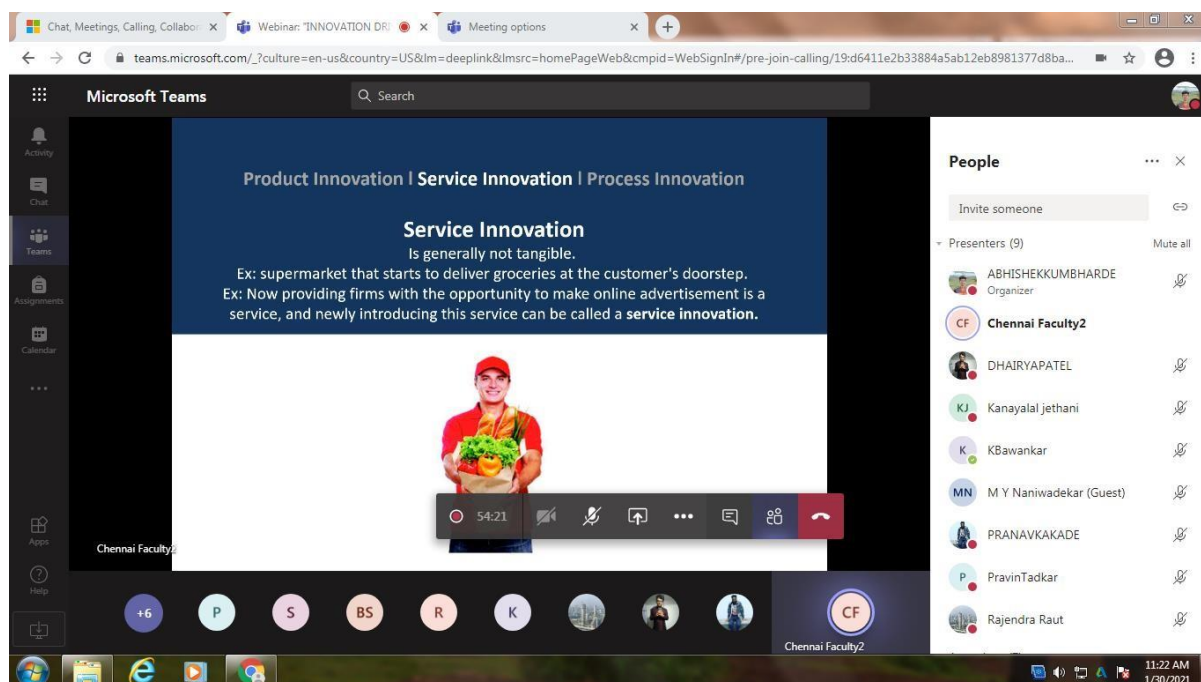 Chat, Meetings, Calling, Collabor
Webinar: "INNOVATION DRI
Meeting options
teams.microsoft.com/_?culture=en-us&country=US&lm=deeplink&lmsrc=homePageWeb&cmpid=WebSignIn#/pre-join-calling/19:d6411e2b33884a5ab12eb8981377d8ba...
Microsoft Teams
Search
Activity
Chat
Teams
Assignments
Calendar
Apps
Help
Product Innovation l Service Innovation l Process Innovation
Service Innovation
Is generally not tangible.
Ex: supermarket that starts to deliver groceries at the customer's doorstep.
Ex: Now providing firms with the opportunity to make online advertisement is a
service, and newly introducing this service can be called a service innovation.
54:21
Chennai Faculty2
+6
P
S
BS
R
K
CF
Chennai Faculty2
People
Invite someone
Presenters (9)
Mute all
ABHISHEKKUMBHARDE
Organizer
CF
Chennai Faculty2
DHAIRYAPATEL
KJ
Kanayalal jethani
K
KBawankar
MN
M Y Naniwadekar (Guest)
PRANAVKAKADE
P
PravinTadkar
Rajendra Raut
11:22 AM
1/30/2021